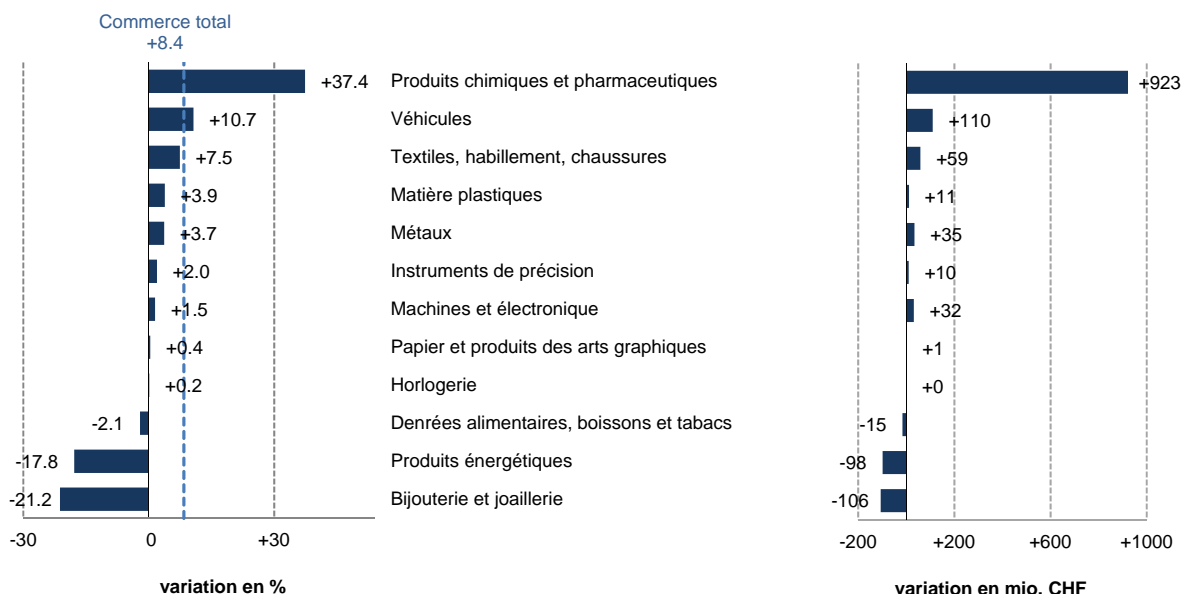 Commerce total
+8.4
+37.4 Produits chimiques et pharmaceutiques +923
+10.7 Véhicules +110
+7.5 Textiles, habillement, chaussures +59
+3.9 Matière plastiques +11
+3.7 Métaux +35
+2.0 Instruments de précision +10
+1.5 Machines et électronique +32
+0.4 Papier et produits des arts graphiques +1
+0.2 Horlogerie +0
-2.1 Denrées alimentaires, boissons et tabacs -15
-17.8 Produits énergétiques -98
-21.2 Bijouterie et joaillerie -106
-30 0 +30 -200 +200 +600 +1000
variation en % variation en mio. CHF